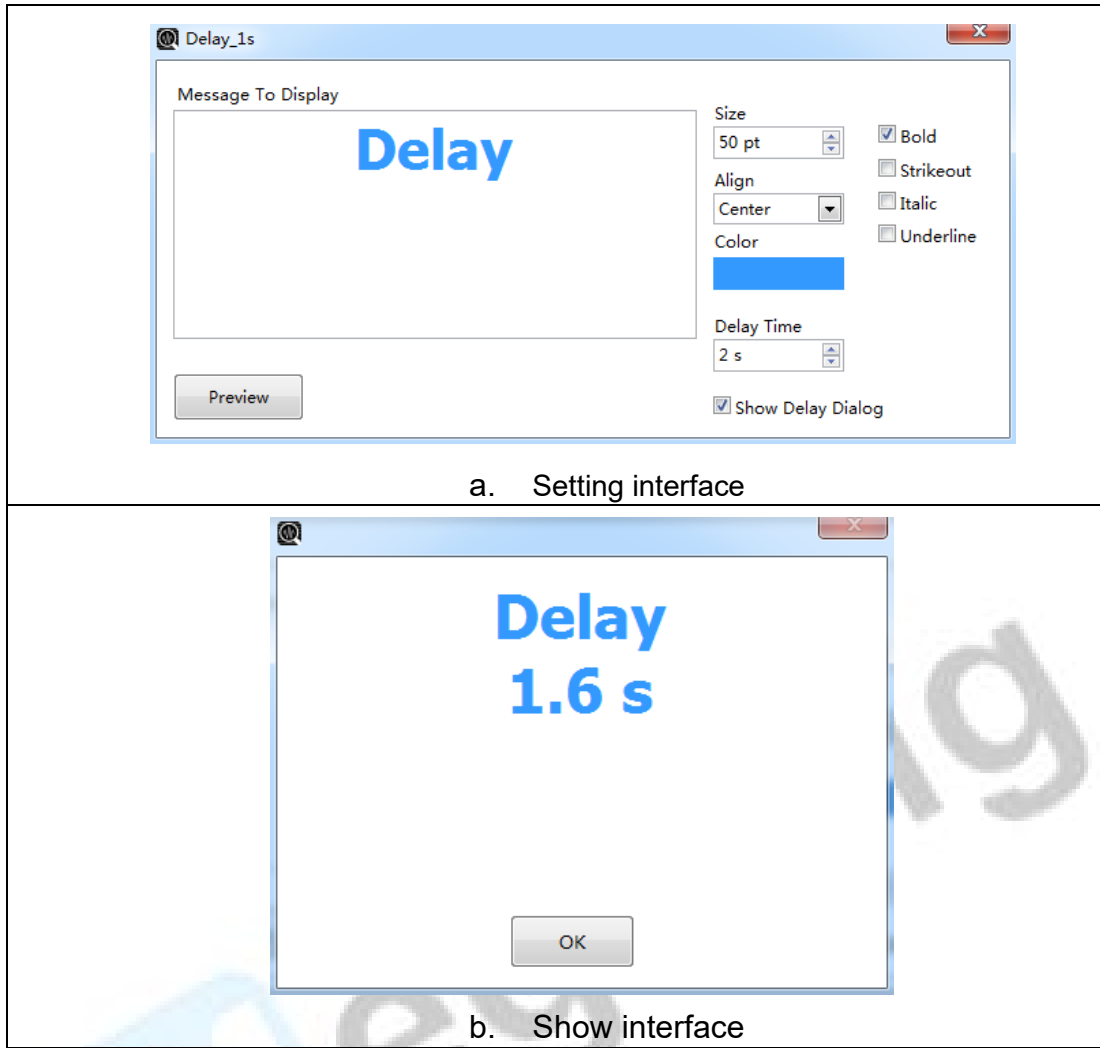 Delay_1s
Message To Display
Delay
Size
50 pt
Align
Center
Color
Delay Time
2 s
Bold
Strikeout
Italic
Underline
Show Delay Dialog
Preview
a. Setting interface
Delay
1.6 s
OK
b. Show interface